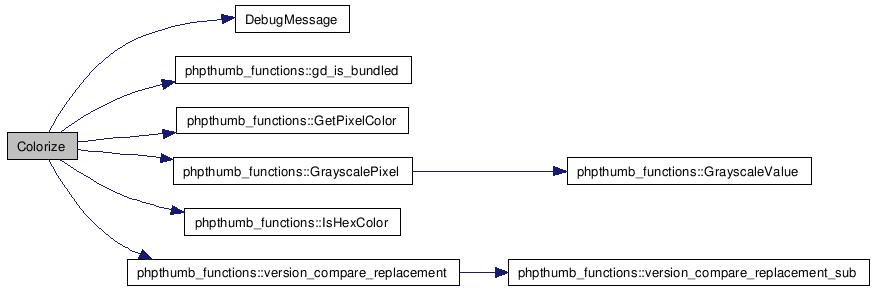 DebugMessage
phpthumb_functions::gd_is_bundled
phpthumb_functions::GetPixelColor
Colorize
phpthumb_functions::GrayscalePixel
phpthumb_functions::GrayscaleValue
phpthumb_functions::IsHexColor
phpthumb_functions::version_compare_replacement
phpthumb_functions::version_compare_replacement_sub